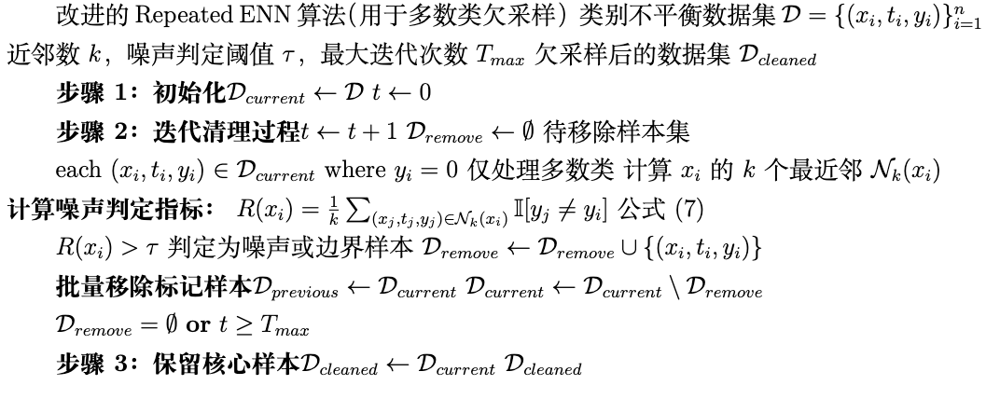 改进的 Repeated ENN 算法(用于多数类欠采样) 类别不平衡数据集 $\mathcal{D} = \{(x_i, t_i, y_i)\}_{i=1}^{n}$
近邻数 $k$，噪声判定阈值 $\tau$，最大迭代次数 $T_{max}$ 欠采样后的数据集 $\mathcal{D}_{cleaned}$
步骤 1：初始化$\mathcal{D}_{current} \leftarrow \mathcal{D}$ $t \leftarrow 0$
步骤 2：迭代清理过程$t \leftarrow t + 1$ $\mathcal{D}_{remove} \leftarrow \emptyset$ 待移除样本集
each $(x_i, t_i, y_i) \in \mathcal{D}_{current}$ where $y_i = 0$ 仅处理多数类 计算 $x_i$ 的 $k$ 个最近邻 $\mathcal{N}_k(x_i)$
计算噪声判定指标： $R(x_i) = \frac{1}{k} \sum_{(x_j, t_j, y_j) \in \mathcal{N}_k(x_i)} \mathbb{I}[y_j \neq y_i]$ 公式 (7)
$R(x_i) > \tau$ 判定为噪声或边界样本 $\mathcal{D}_{remove} \leftarrow \mathcal{D}_{remove} \cup \{(x_i, t_i, y_i)\}$
批量移除标记样本$\mathcal{D}_{previous} \leftarrow \mathcal{D}_{current}$ $\mathcal{D}_{current} \leftarrow \mathcal{D}_{current} \setminus \mathcal{D}_{remove}$
$\mathcal{D}_{remove} = \emptyset$ or $t \geq T_{max}$
步骤 3：保留核心样本$\mathcal{D}_{cleaned} \leftarrow \mathcal{D}_{current}$ $\mathcal{D}_{cleaned}$